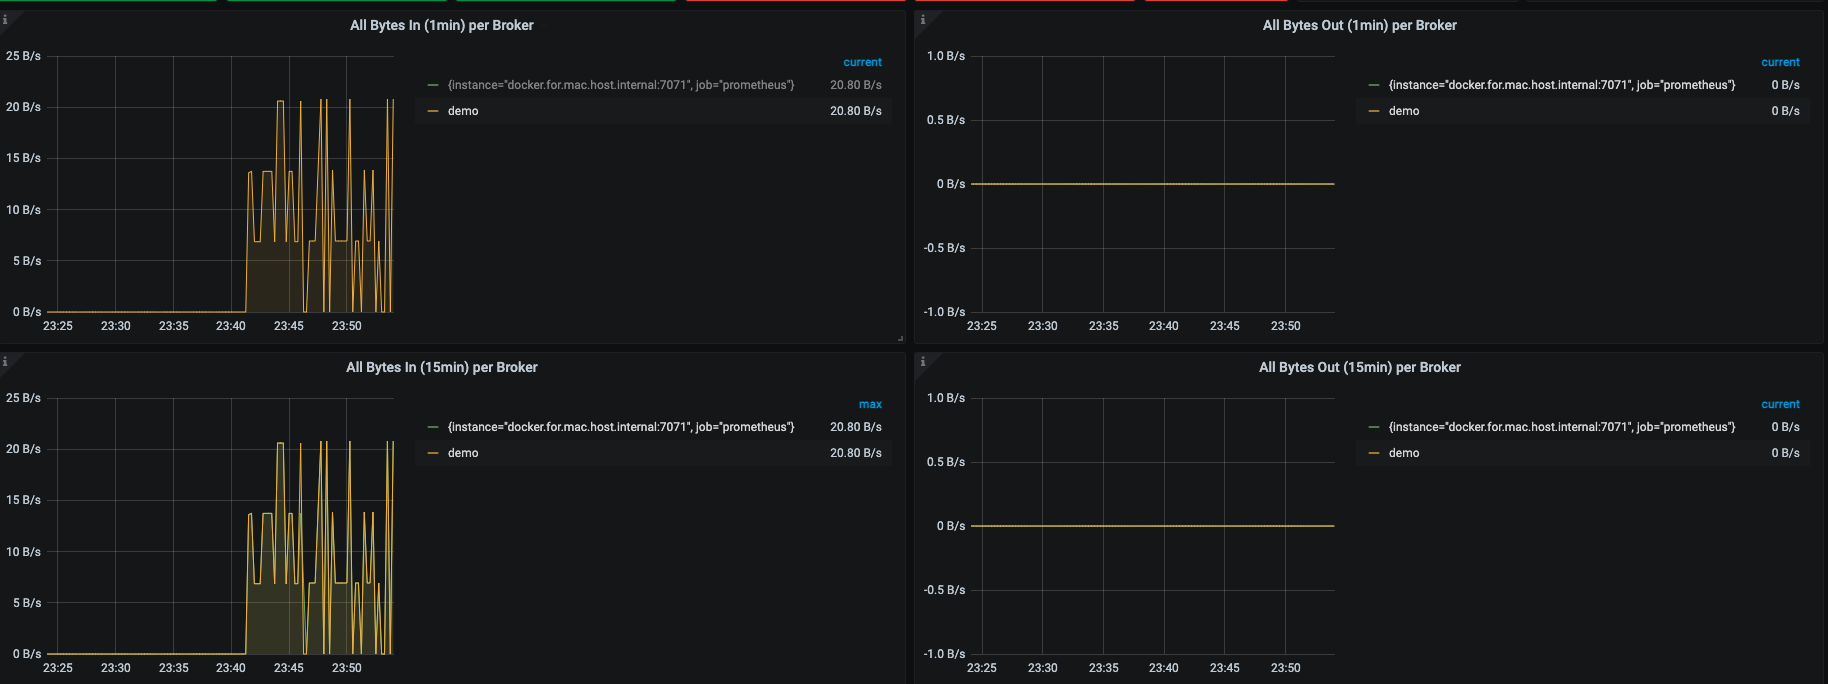 All Bytes In (1min) per Broker
25 B/s
20 B/s
15 B/s
10 B/s
5 B/s
0 B/s
23:25 23:30 23:35 23:40 23:45 23:50
current
{instance="docker.for.mac.host.internal:7071", job="prometheus"} 20.80 B/s
demo 20.80 B/s
All Bytes Out (1min) per Broker
1.0 B/s
0.5 B/s
0 B/s
-0.5 B/s
-1.0 B/s
23:25 23:30 23:35 23:40 23:45 23:50
current
{instance="docker.for.mac.host.internal:7071", job="prometheus"} 0 B/s
demo 0 B/s
All Bytes In (15min) per Broker
25 B/s
20 B/s
15 B/s
10 B/s
5 B/s
0 B/s
23:25 23:30 23:35 23:40 23:45 23:50
max
{instance="docker.for.mac.host.internal:7071", job="prometheus"} 20.80 B/s
demo 20.80 B/s
All Bytes Out (15min) per Broker
1.0 B/s
0.5 B/s
0 B/s
-0.5 B/s
-1.0 B/s
23:25 23:30 23:35 23:40 23:45 23:50
current
{instance="docker.for.mac.host.internal:7071", job="prometheus"} 0 B/s
demo 0 B/s